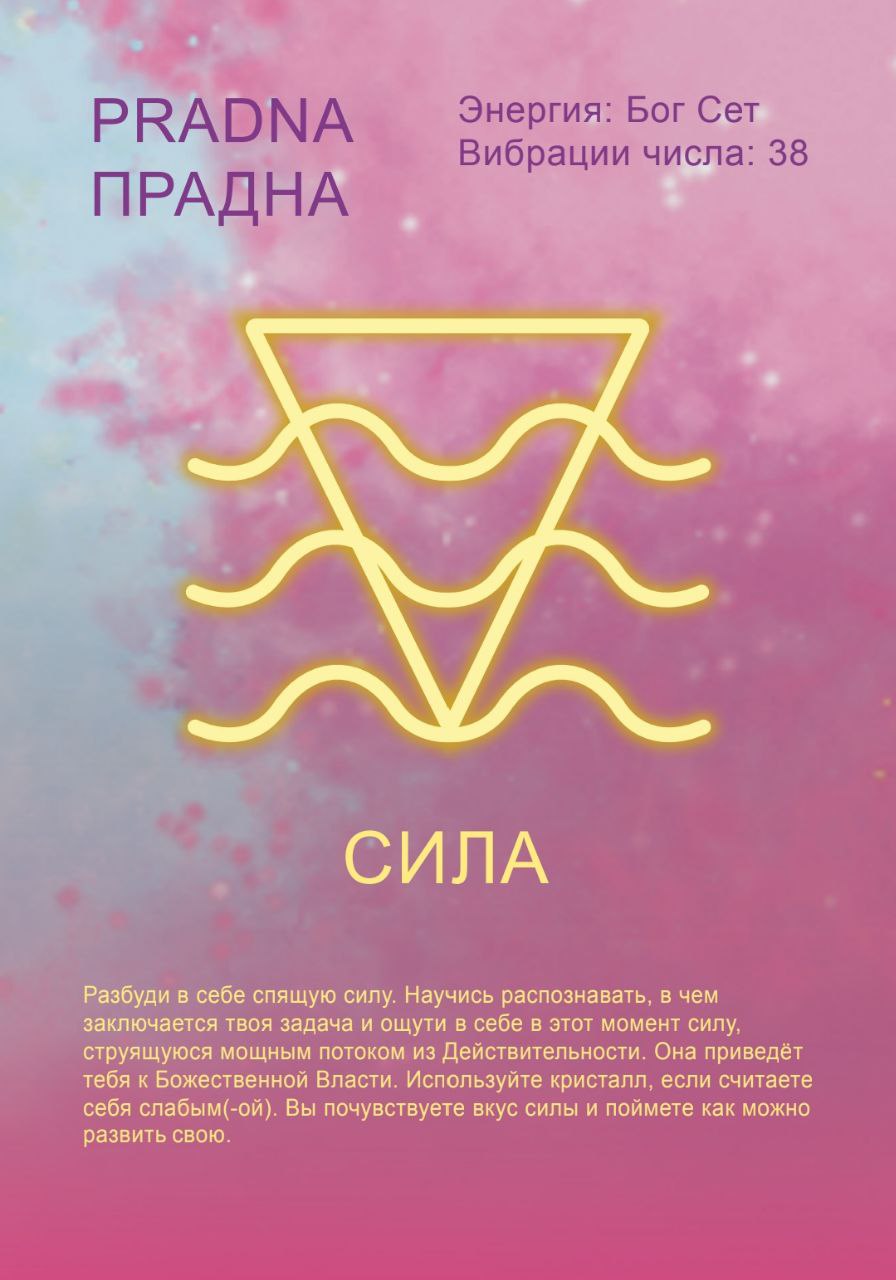 PRADNA
ПРАДНА
Энергия: Бог Сет
Вибрации числа: 38
СИЛА
Разбуди в себе спящую силу. Научись распознавать, в чем
заключается твоя задача и ощути в себе в этот момент силу,
струящуюся мощным потоком из Действительности. Она приведёт
тебя к Божественной Власти. Используйте кристалл, если считаете
себя слабым(-ой). Вы почувствуете вкус силы и поймете как можно
развить свою.